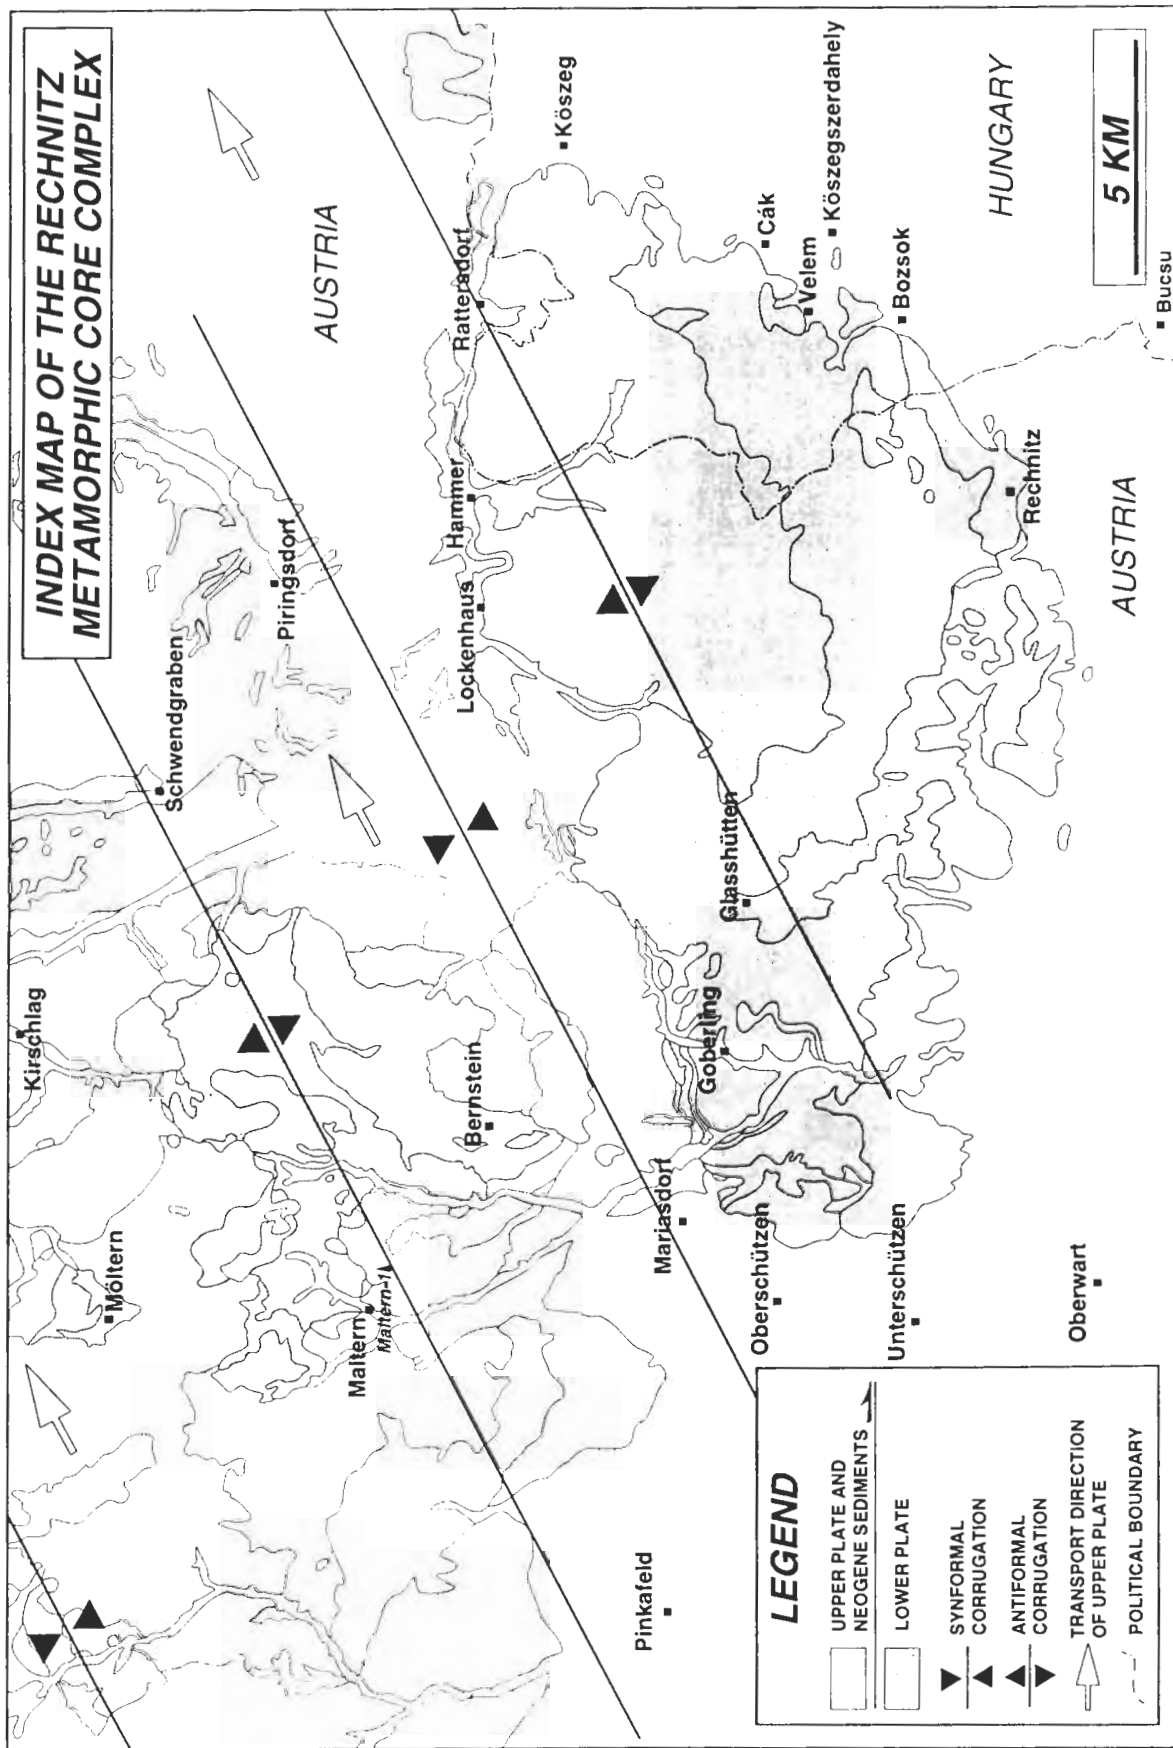 INDEX MAP OF THE RECHNITZ
METAMORPHIC CORE COMPLEX
Kirschlag
Möltern
Schwendgraben
Piringsdorf
AUSTRIA
Maltern
Maltern-1
Bernstein
Lockenhaus
Hammer
Rattersdorf
Kőszeg
Pinkafeld
Mariasdorf
Goberling
Glasshütten
Cák
Velem
Kőszegszerdahely
Oberschützen
Unterschützen
Bozsok
HUNGARY
Rechnitz
Oberwart
AUSTRIA
5 KM
Bucsu
LEGEND
UPPER PLATE AND
NEOGENE SEDIMENTS
LOWER PLATE
SYNFORMAL
CORRUGATION
ANTIFORMAL
CORRUGATION
TRANSPORT DIRECTION
OF UPPER PLATE
POLITICAL BOUNDARY